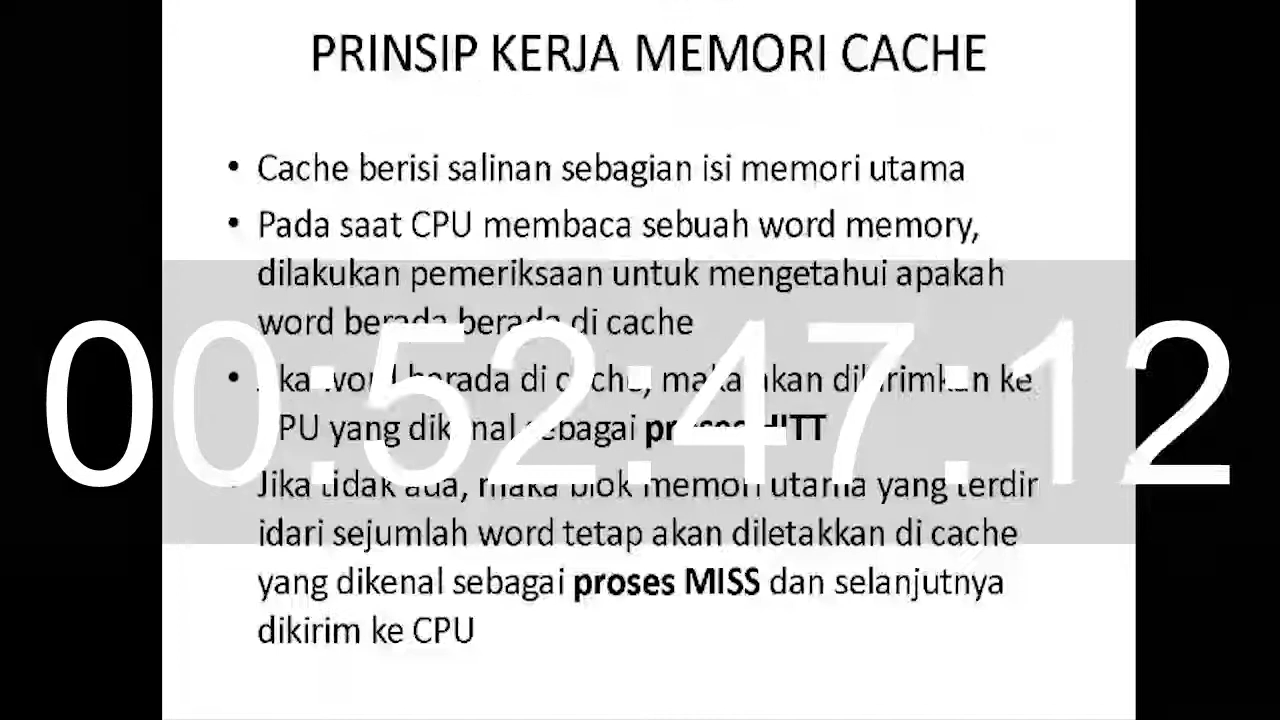 PRINSIP KERJA MEMORI CACHE
• Cache berisi salinan sebagian isi memori utama
• Pada saat CPU membaca sebuah word memory,
dilakukan pemeriksaan untuk mengetahui apakah
word berada berada di cache
• Jika word berada di cache, maka akan dikirimkan ke
CPU yang dikenal sebagai proses HITT
00:52:47.12
Jika tidak ada, maka blok memori utama yang terdir
idari sejumlah word tetap akan diletakkan di cache
yang dikenal sebagai proses MISS dan selanjutnya
dikirim ke CPU